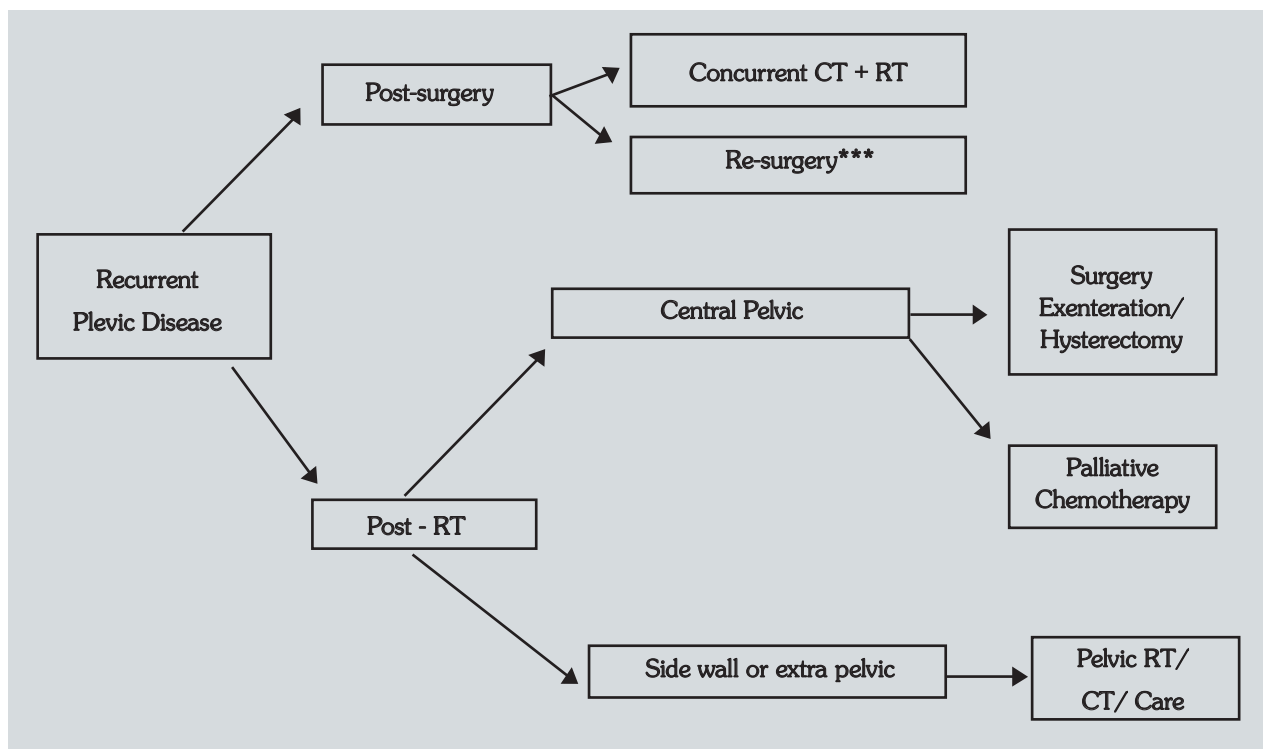 Concurrent CT + RT
Post-surgery
Re-surgery***
Recurrent
Plevic Disease
Surgery
Exenteration/
Hysterectomy
Central Pelvic
Palliative
Chemotherapy
Post - RT
Side wall or extra pelvic
Pelvic RT/
CT/ Care